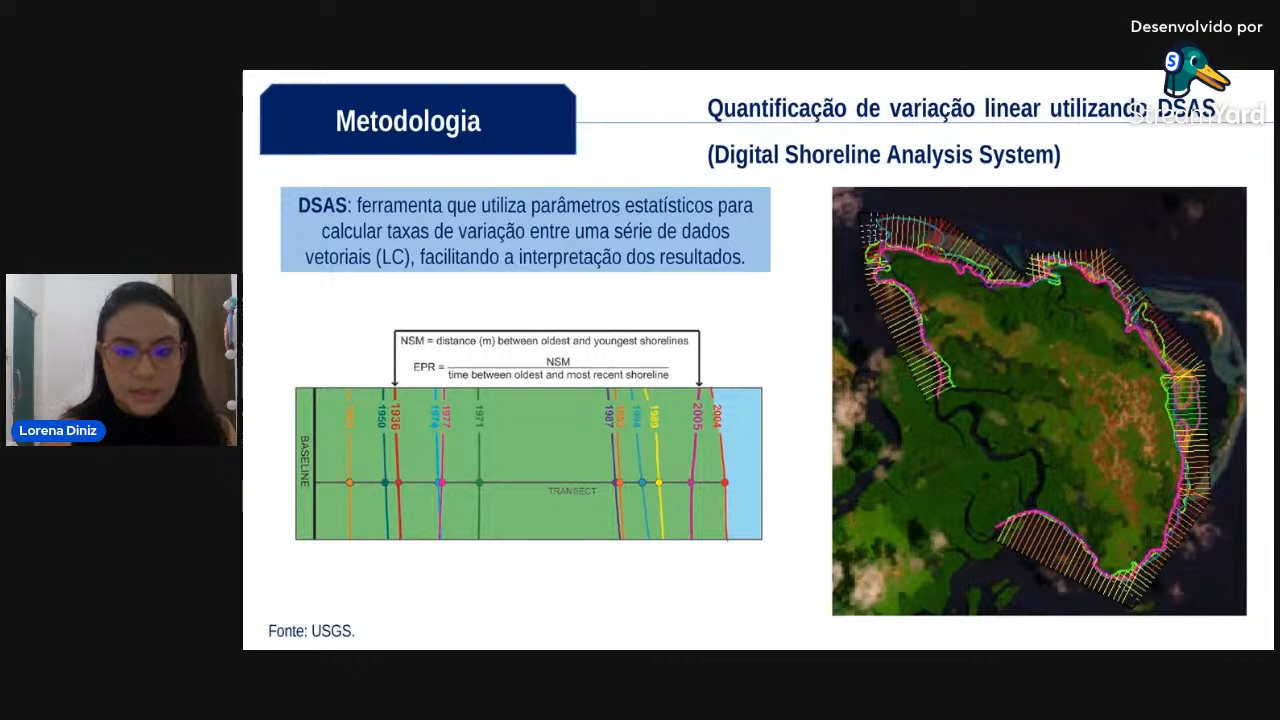 Desenvolvido por
S
StreamYard
Metodologia
Quantificação de variação linear utilizando DSAS
(Digital Shoreline Analysis System)
DSAS: ferramenta que utiliza parâmetros estatísticos para
calcular taxas de variação entre uma série de dados
vetoriais (LC), facilitando a interpretação dos resultados.
NSM = distance (m) between oldest and youngest shorelines
EPR = NSM
time between oldest and most recent shoreline
BASELINE
1950
1936
1974
1977
1971
1987
1953
1994
1989
2005
2004
TRANSECT
Lorena Diniz
Fonte: USGS.